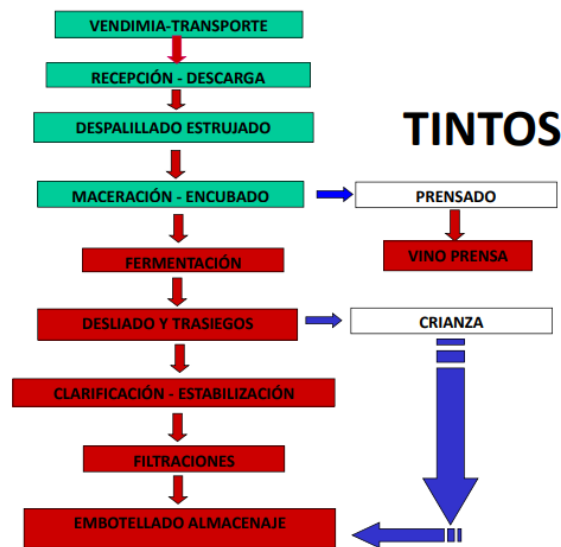 VENDIMIA-TRANSPORTE
RECEPCIÓN - DESCARGA
DESPALILLADO ESTRUJADO
TINTOS
MACERACIÓN - ENCUBADO
PRENSADO
FERMENTACIÓN
VINO PRENSA
DESLIADO Y TRASIEGOS
CRIANZA
CLARIFICACIÓN - ESTABILIZACIÓN
FILTRACIONES
EMBOTELLADO ALMACENAJE